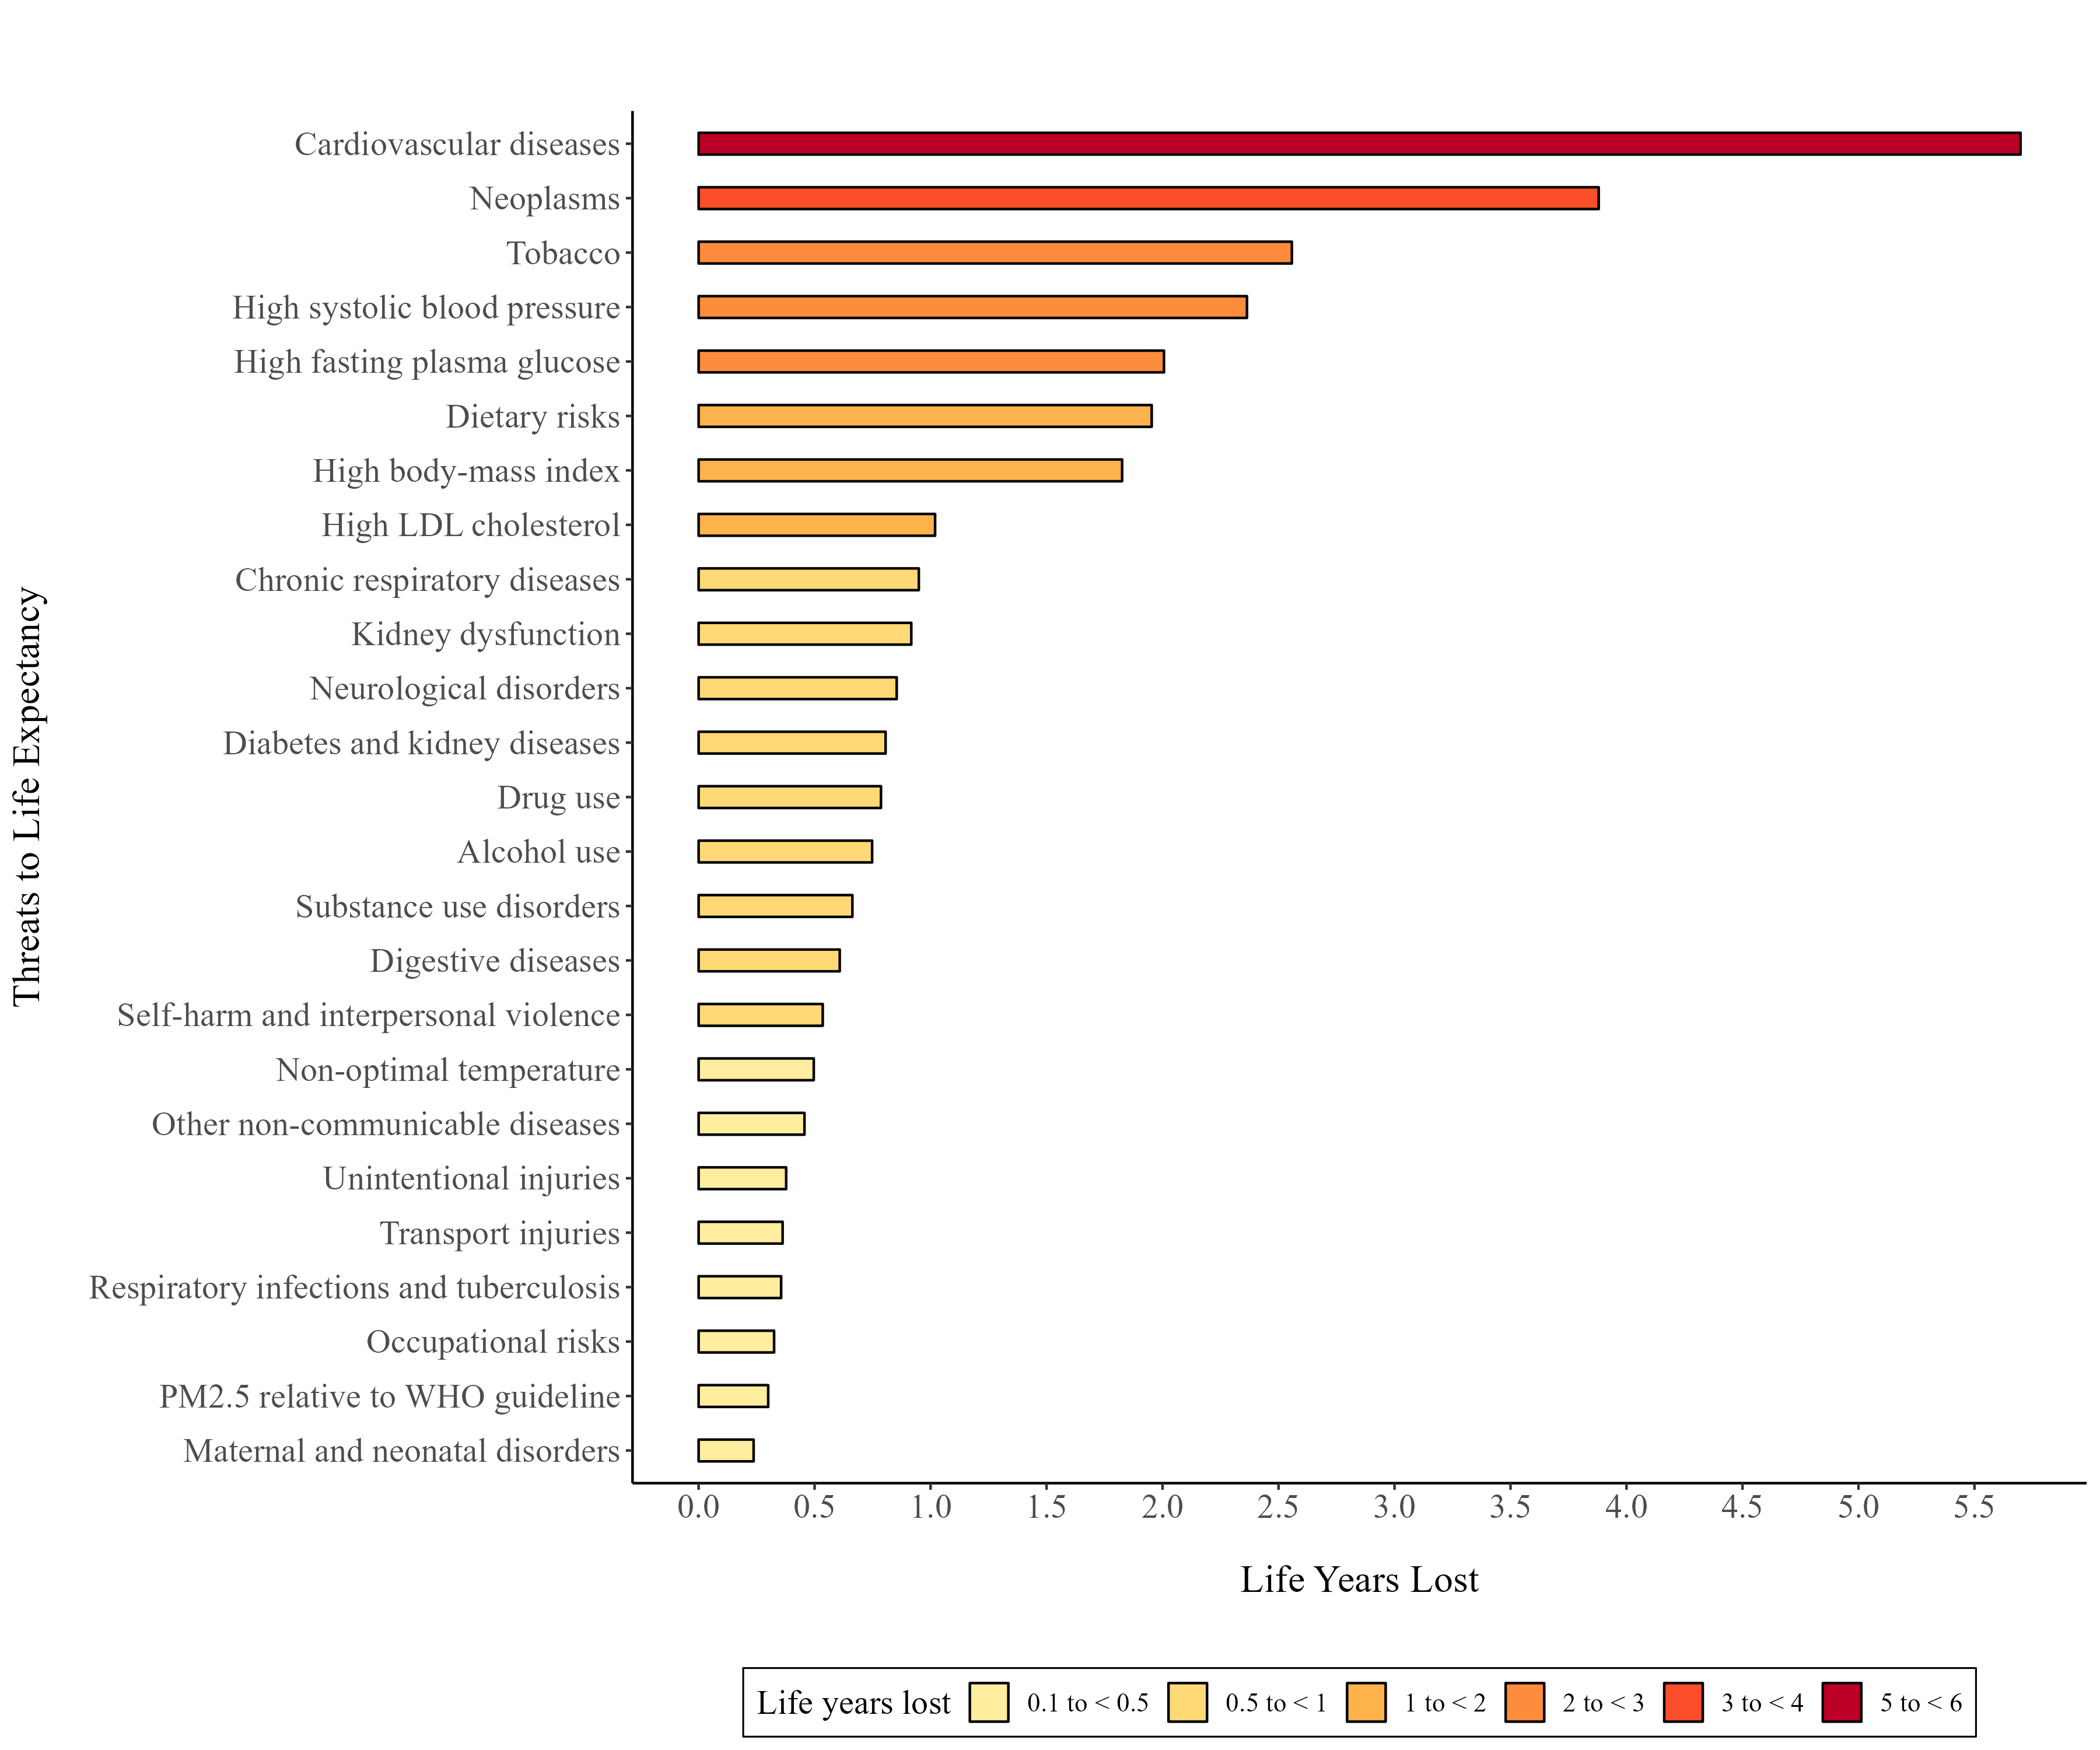 Threats to Life Expectancy
Cardiovascular diseases
Neoplasms
Tobacco
High systolic blood pressure
High fasting plasma glucose
Dietary risks
High body-mass index
High LDL cholesterol
Chronic respiratory diseases
Kidney dysfunction
Neurological disorders
Diabetes and kidney diseases
Drug use
Alcohol use
Substance use disorders
Digestive diseases
Self-harm and interpersonal violence
Non-optimal temperature
Other non-communicable diseases
Unintentional injuries
Transport injuries
Respiratory infections and tuberculosis
Occupational risks
PM2.5 relative to WHO guideline
Maternal and neonatal disorders
0.0 0.5 1.0 1.5 2.0 2.5 3.0 3.5 4.0 4.5 5.0 5.5
Life Years Lost
Life years lost 0.1 to < 0.5 0.5 to < 1 1 to < 2 2 to < 3 3 to < 4 5 to < 6